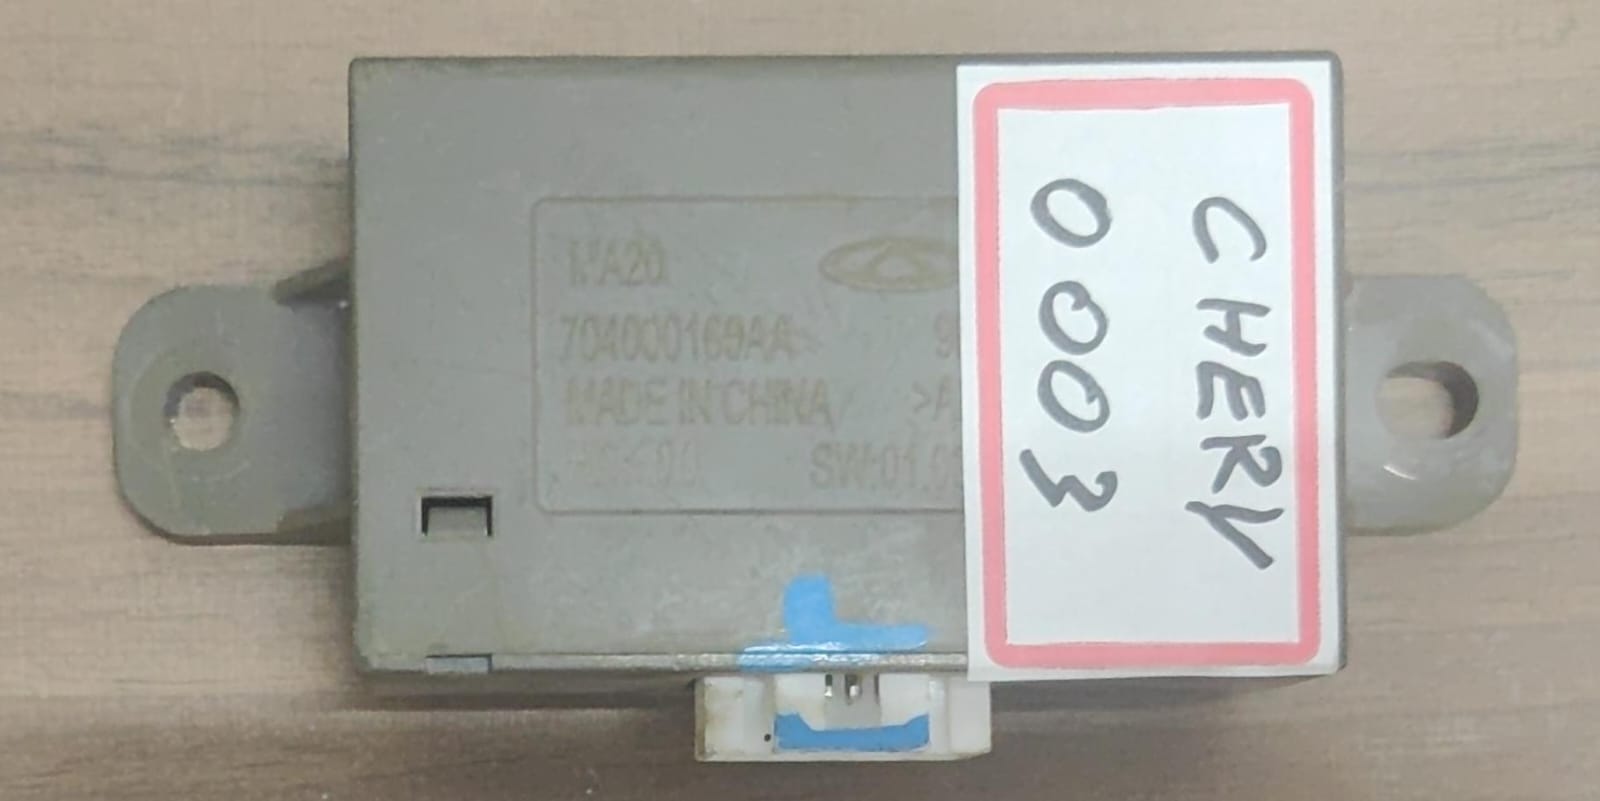 MA20
704000169AA
MADE IN CHINA
SW:01.0
CHERY
0003